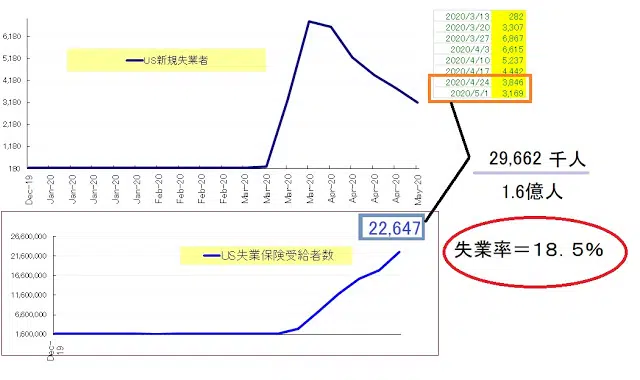 6,180
5,180
4,180
3,180
2,180
1,180
180
US新規失業者
Dec-19
Jan-20
Jan-20
Jan-20
Jan-20
Jan-20
Feb-20
Feb-20
Feb-20
Feb-20
Mar-20
Mar-20
Mar-20
Mar-20
Apr-20
Apr-20
Apr-20
Apr-20
May-20
2020/3/13 282
2020/3/20 3,307
2020/3/27 6,867
2020/4/3 6,615
2020/4/10 5,237
2020/4/17 4,442
2020/4/24 3,846
2020/5/1 3,169
29,662 千人
1.6億人
失業率=18.5%
22,647
26,600,000
21,600,000
16,600,000
11,600,000
6,600,000
1,600,000
US失業保険受給者数
Dec-19